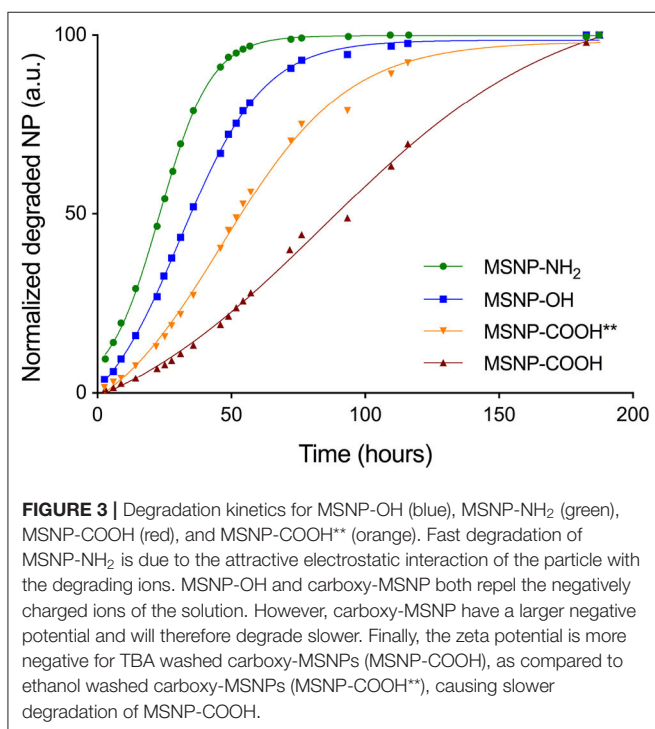 100
50
0
0
50
100
150
200
Normalized degraded NP (a.u.)
Time (hours)
MSNP-NH₂
MSNP-OH
MSNP-COOH**
MSNP-COOH
FIGURE 3 | Degradation kinetics for MSNP-OH (blue), MSNP-NH₂ (green),
MSNP-COOH (red), and MSNP-COOH** (orange). Fast degradation of
MSNP-NH₂ is due to the attractive electrostatic interaction of the particle with
the degrading ions. MSNP-OH and carboxy-MSNP both repel the negatively
charged ions of the solution. However, carboxy-MSNP have a larger negative
potential and will therefore degrade slower. Finally, the zeta potential is more
negative for TBA washed carboxy-MSNPs (MSNP-COOH), as compared to
ethanol washed carboxy-MSNPs (MSNP-COOH**), causing slower
degradation of MSNP-COOH.